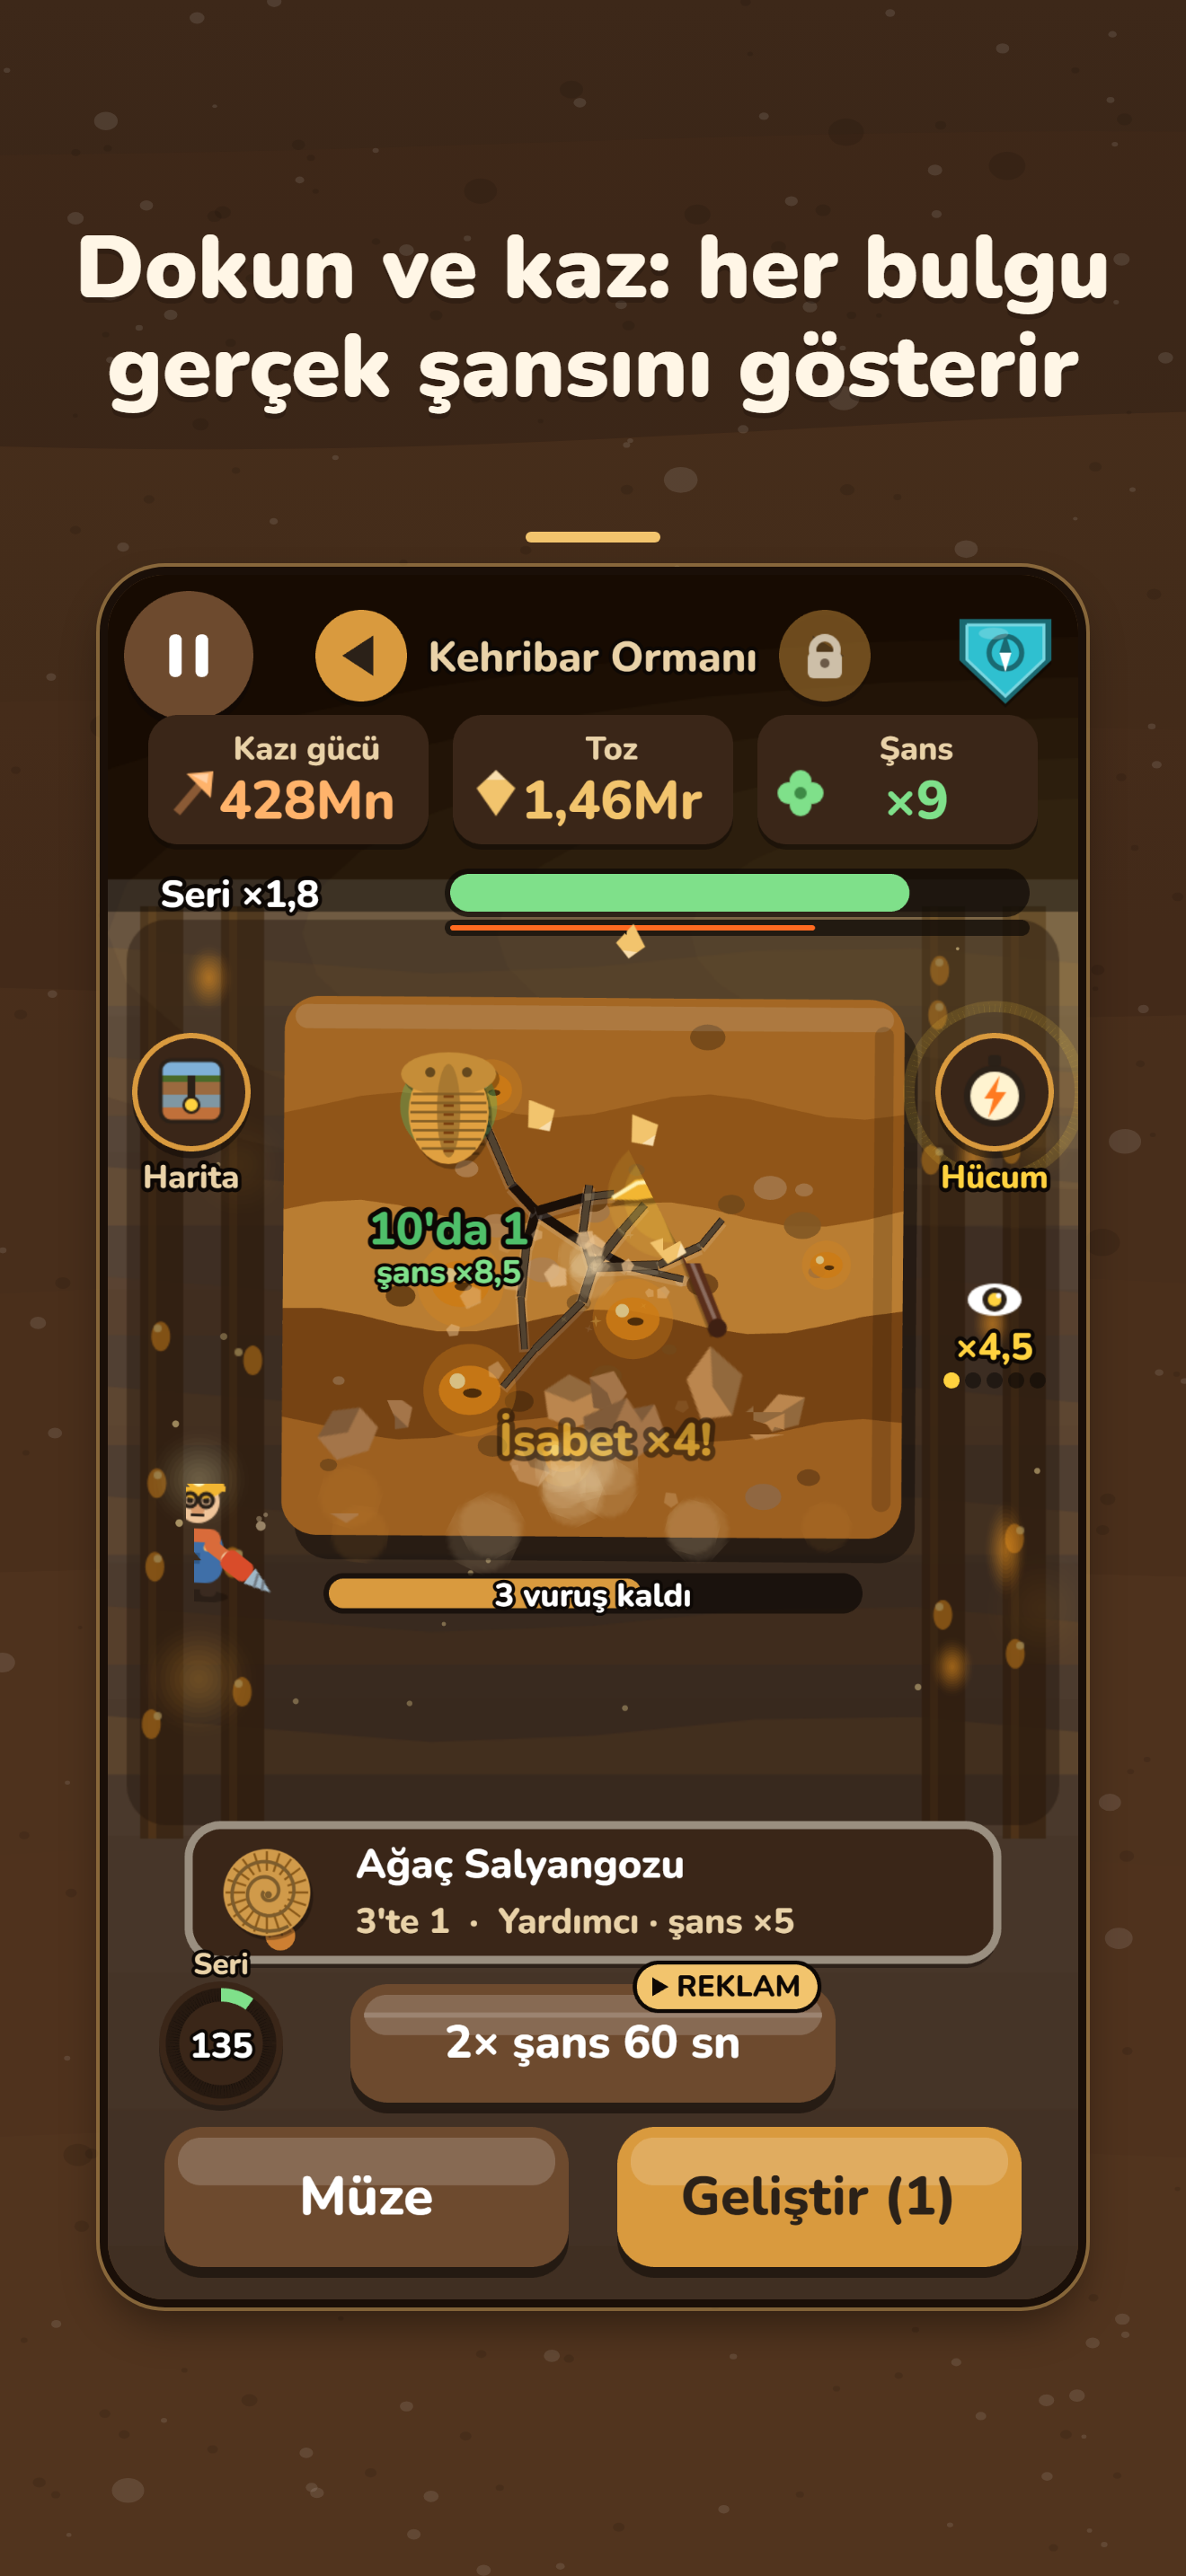 Dokun ve kaz: her bulgu
gerçek şansını gösterir
Kehribar Ormanı
Kazı gücü
428Mn
Toz
1,46Mr
Şans
×9
Seri ×1,8
Harita
Hücum
10'da 1
şans ×8,5
×4,5
İsabet ×4!
3 vuruş kaldı
Ağaç Salyangozu
3'te 1 · Yardımcı · şans ×5
Seri
135
REKLAM
2× şans 60 sn
Müze
Geliştir (1)